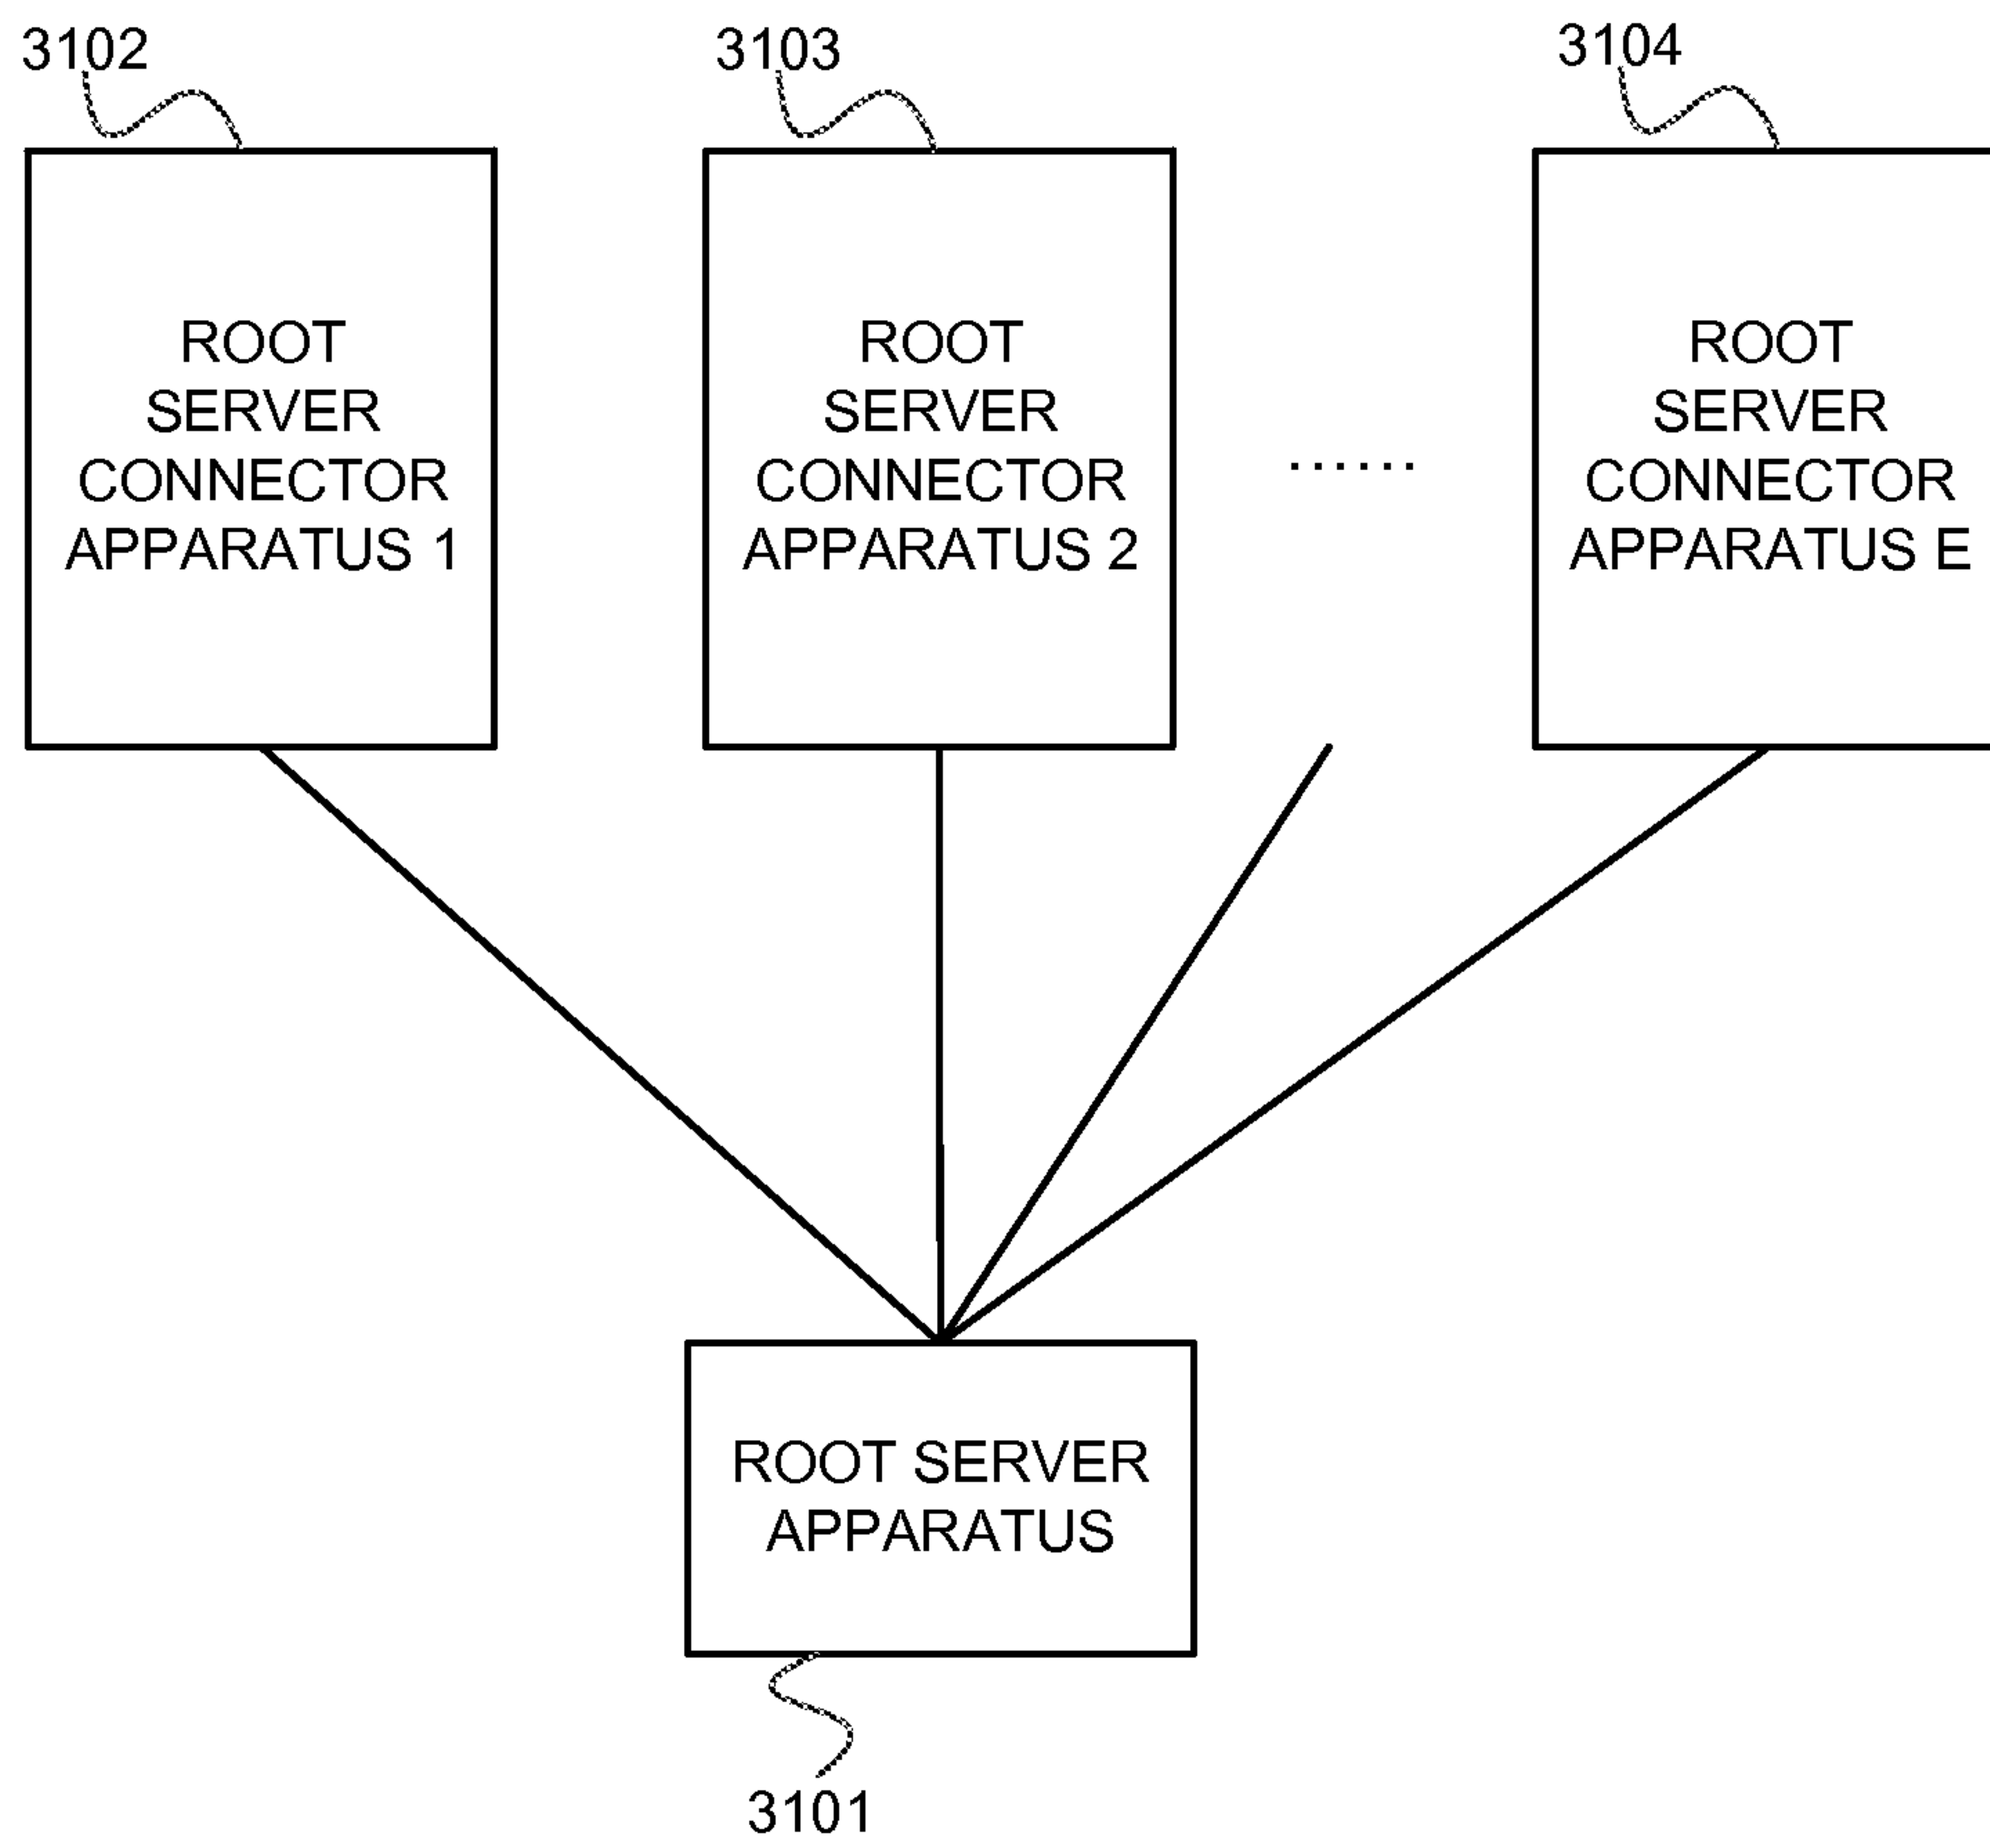 3102
3103
3104
ROOT
SERVER
CONNECTOR
APPARATUS 1
ROOT
SERVER
CONNECTOR
APPARATUS 2
......
ROOT
SERVER
CONNECTOR
APPARATUS E
ROOT SERVER
APPARATUS
3101